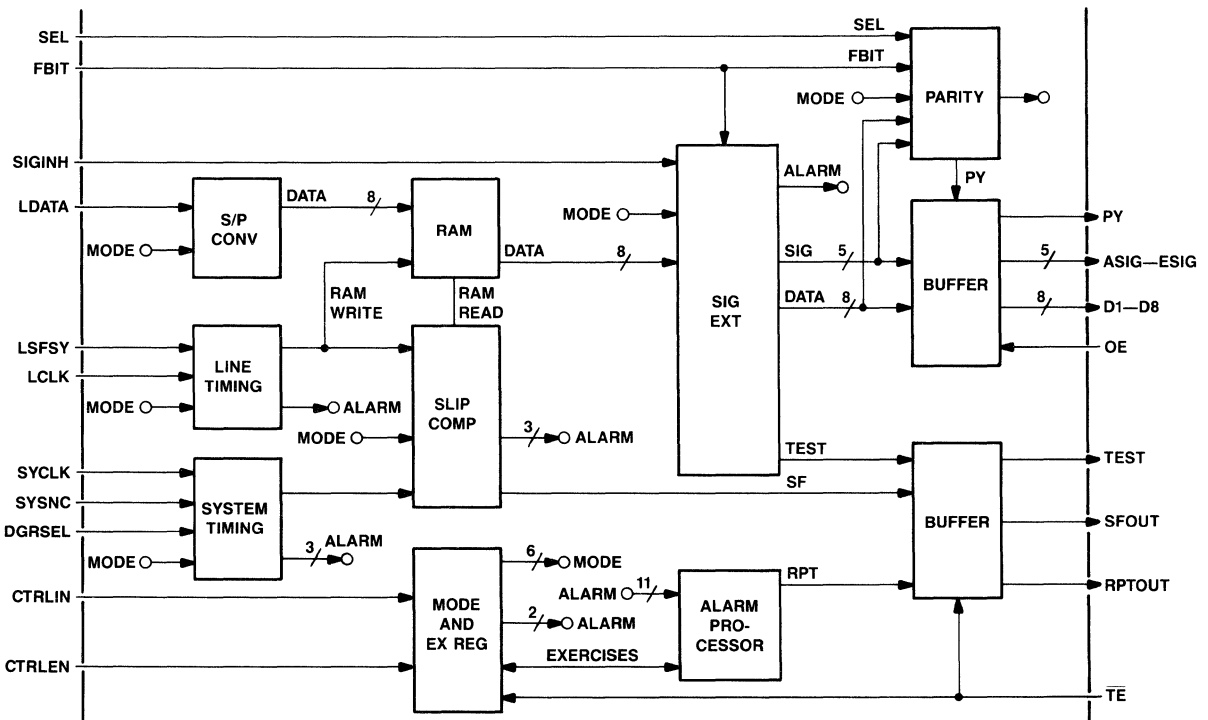 SEL
SEL
FBIT
FBIT
MODE
PARITY
SIGINH
ALARM
PY
LDATA
S/P
CONV
DATA
8
RAM
MODE
PY
MODE
DATA
8
SIG
EXT
SIG
5
BUFFER
5
ASIG—ESIG
RAM
WRITE
RAM
READ
DATA
8
8
D1—D8
LSFSY
LINE
TIMING
OE
LCLK
MODE
ALARM
SLIP
COMP
MODE
3
ALARM
TEST
TEST
SYCLK
SYSTEM
TIMING
SF
SYSNC
BUFFER
SFOUT
DGRSEL
MODE
3
ALARM
6
MODE
RPT
RPTOUT
CTRLIN
MODE
AND
EX REG
ALARM
11
ALARM
PRO-
CESSOR
2
ALARM
CTRLEN
EXERCISES
TE